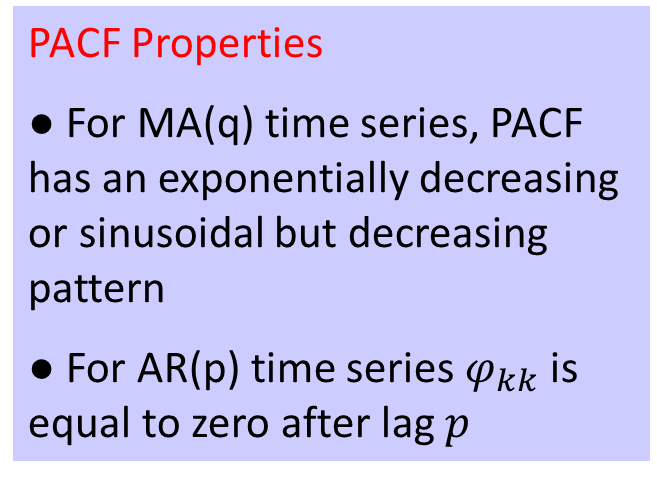 PACF Properties
● For MA(q) time series, PACF
has an exponentially decreasing
or sinusoidal but decreasing
pattern
● For AR(p) time series 𝜑𝑘𝑘 is
equal to zero after lag 𝑝